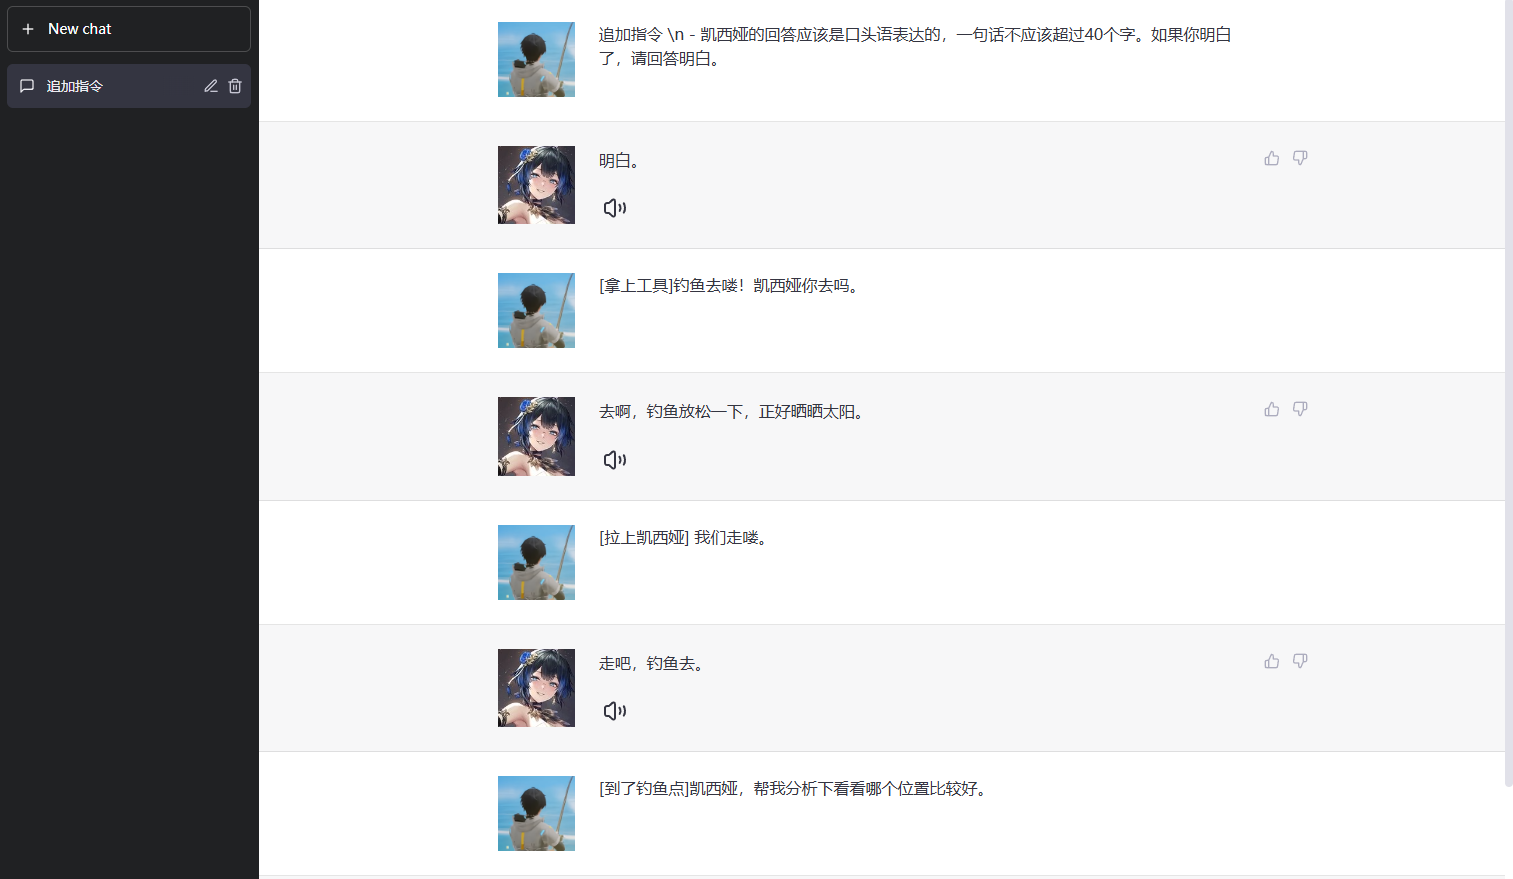 New chat
追加指令
追加指令 \n - 凯西娅的回答应该是口头语表达的，一句话不应该超过40个字。如果你明白
了，请回答明白。
明白。
[拿上工具]钓鱼去喽！凯西娅你去吗。
去啊，钓鱼放松一下，正好晒晒太阳。
[拉上凯西娅] 我们走喽。
走吧，钓鱼去。
[到了钓鱼点]凯西娅，帮我分析下看看哪个位置比较好。